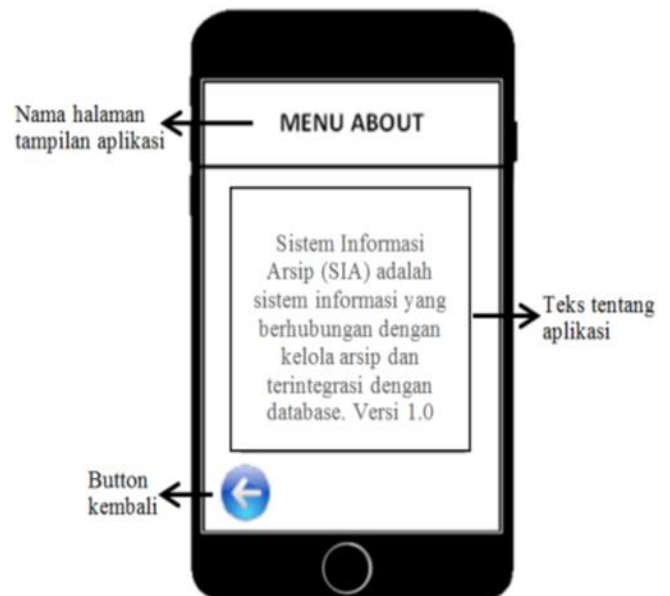 Nama halaman
tampilan aplikasi
MENU ABOUT
Sistem Informasi
Arsip (SIA) adalah
sistem informasi yang
berhubungan dengan
kelola arsip dan
terintegrasi dengan
database. Versi 1.0
Teks tentang
aplikasi
Button
kembali